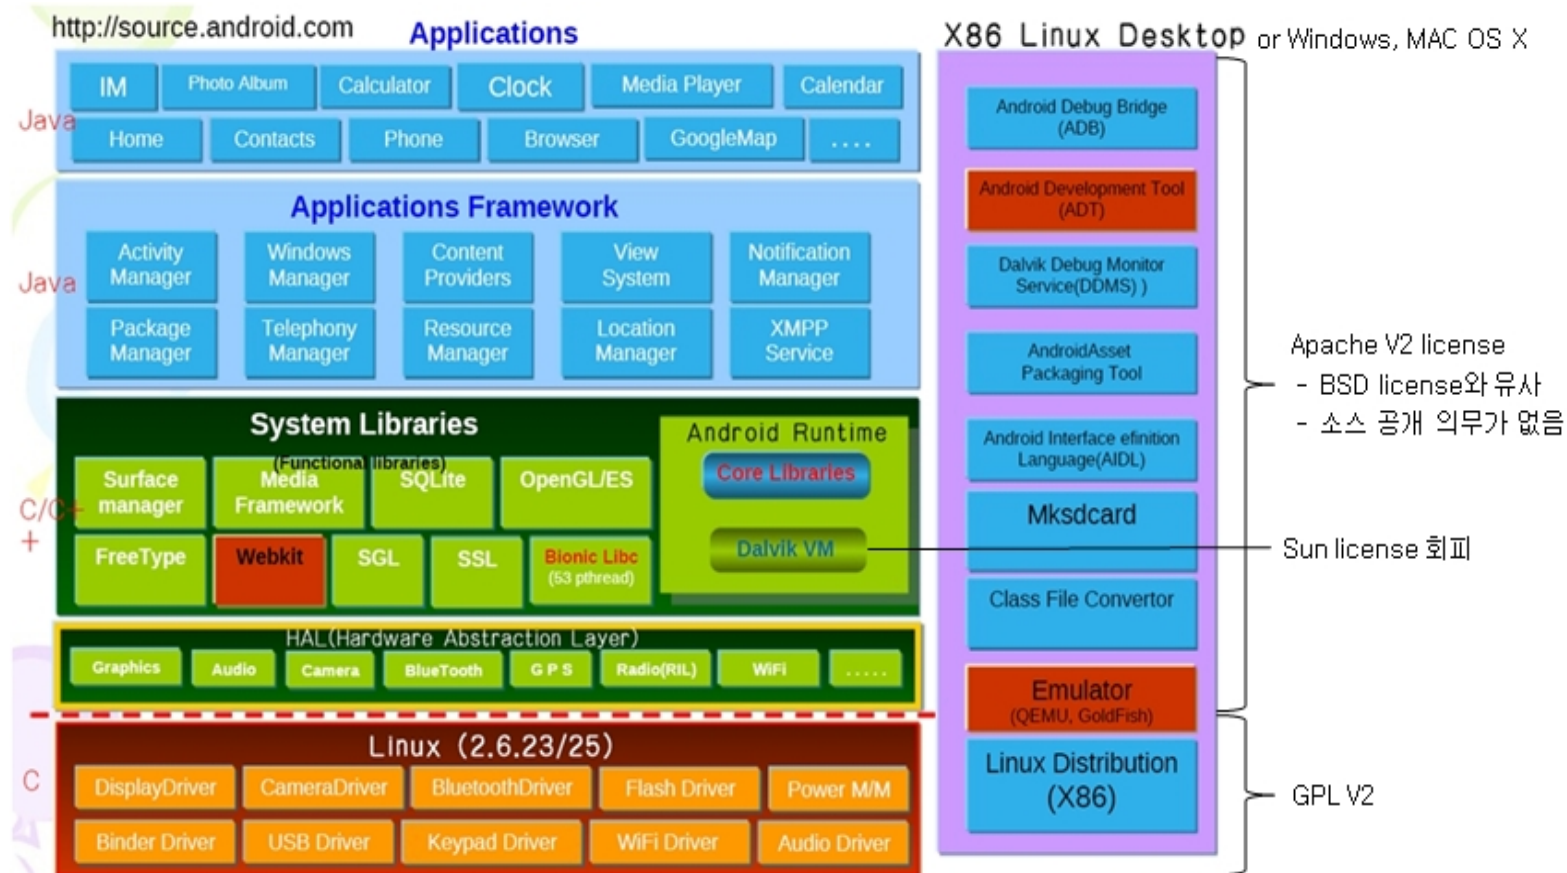 http://source.android.com
Applications
X86 Linux Desktop or Windows, MAC OS X
Java
IM
Photo Album
Calculator
Clock
Media Player
Calendar
Home
Contacts
Phone
Browser
GoogleMap
....
Applications Framework
Java
Activity
Manager
Windows
Manager
Content
Providers
View
System
Notification
Manager
Package
Manager
Telephony
Manager
Resource
Manager
Location
Manager
XMPP
Service
System Libraries
(Functional libraries)
C/C+
+
Surface
manager
Media
Framework
SQLite
OpenGL/ES
FreeType
Webkit
SGL
SSL
Bionic Libc
(53 pthread)
Android Runtime
Core Libraries
Dalvik VM
HAL(Hardware Abstraction Layer)
Graphics
Audio
Camera
BlueTooth
G P S
Radio(RIL)
WiFi
.....
C
Linux (2.6.23/25)
DisplayDriver
CameraDriver
BluetoothDriver
Flash Driver
Power M/M
Binder Driver
USB Driver
Keypad Driver
WiFi Driver
Audio Driver
Android Debug Bridge
(ADB)
Android Development Tool
(ADT)
Dalvik Debug Monitor
Service(DDMS) )
AndroidAsset
Packaging Tool
Android Interface efinition
Language(AIDL)
Mksdcard
Class File Convertor
Emulator
(QEMU, GoldFish)
Linux Distribution
(X86)
Apache V2 license
- BSD license와 유사
- 소스 공개 의무가 없음
Sun license 회피
GPL V2